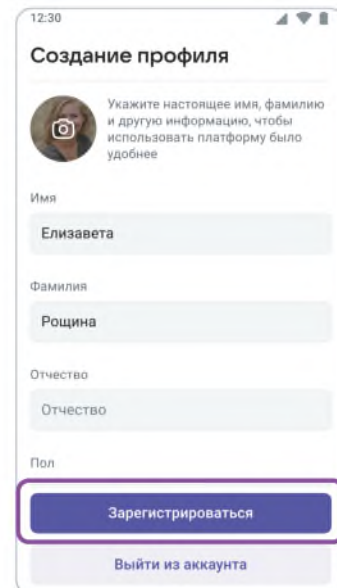 12:30
Создание профиля
Укажите настоящее имя, фамилию
и другую информацию, чтобы
использовать платформу было
удобнее
Имя
Елизавета
Фамилия
Рощина
Отчество
Отчество
Пол
Зарегистрироваться
Выйти из аккаунта